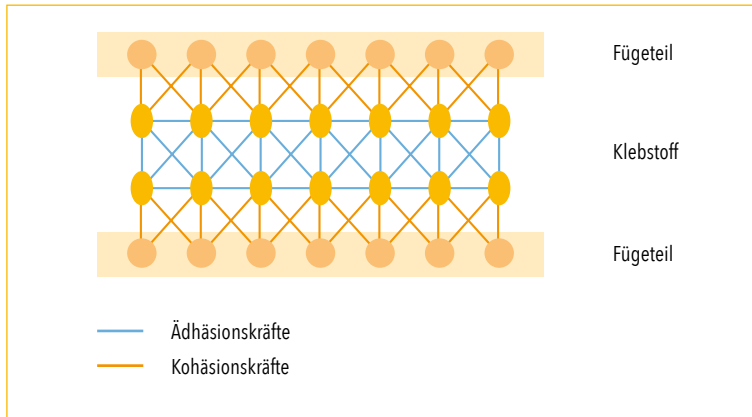 Fügeteil
Klebstoff
Fügeteil
Ädhäsionskräfte
Kohäsionskräfte